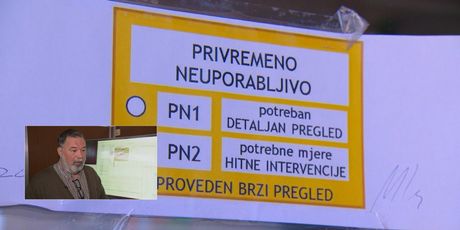 PRIVREMENO
NEUPORABLJIVO
PN1
potreban
DETALJAN PREGLED
PN2
potrebne mjere
HITNE INTERVENCIJE
PROVEDEN BRZI PREGLED